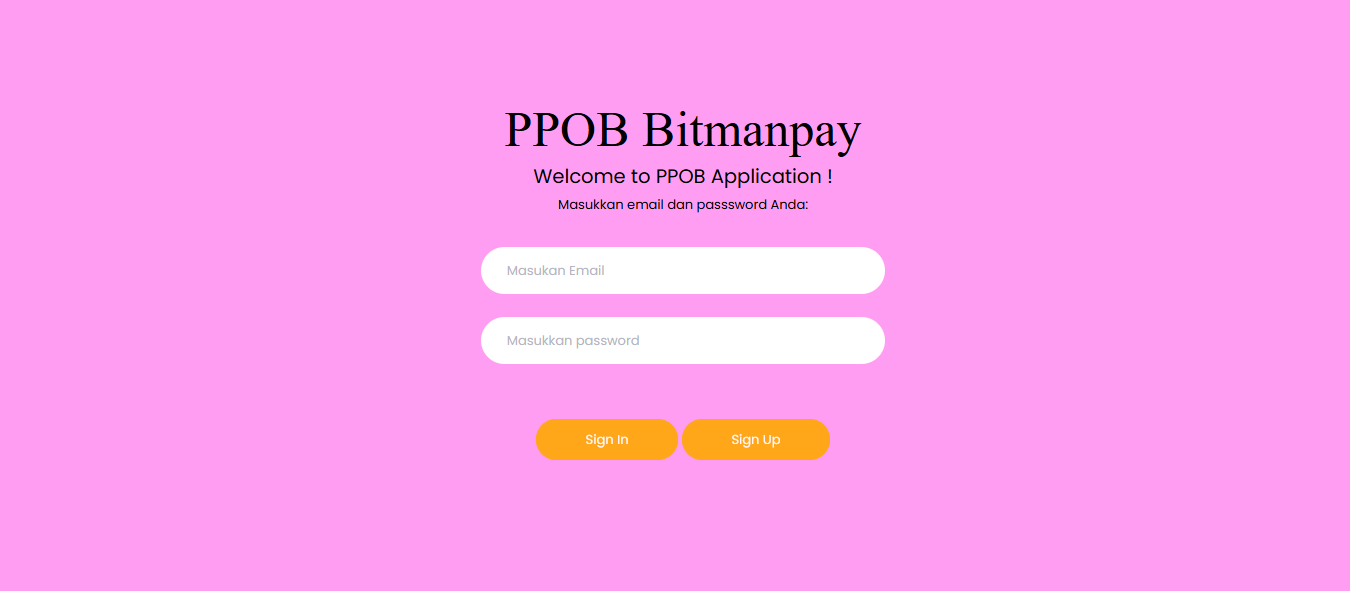 PPOB Bitmanpay
Welcome to PPOB Application !
Masukkan email dan passsword Anda:
Masukan Email
Masukkan password
Sign In Sign Up